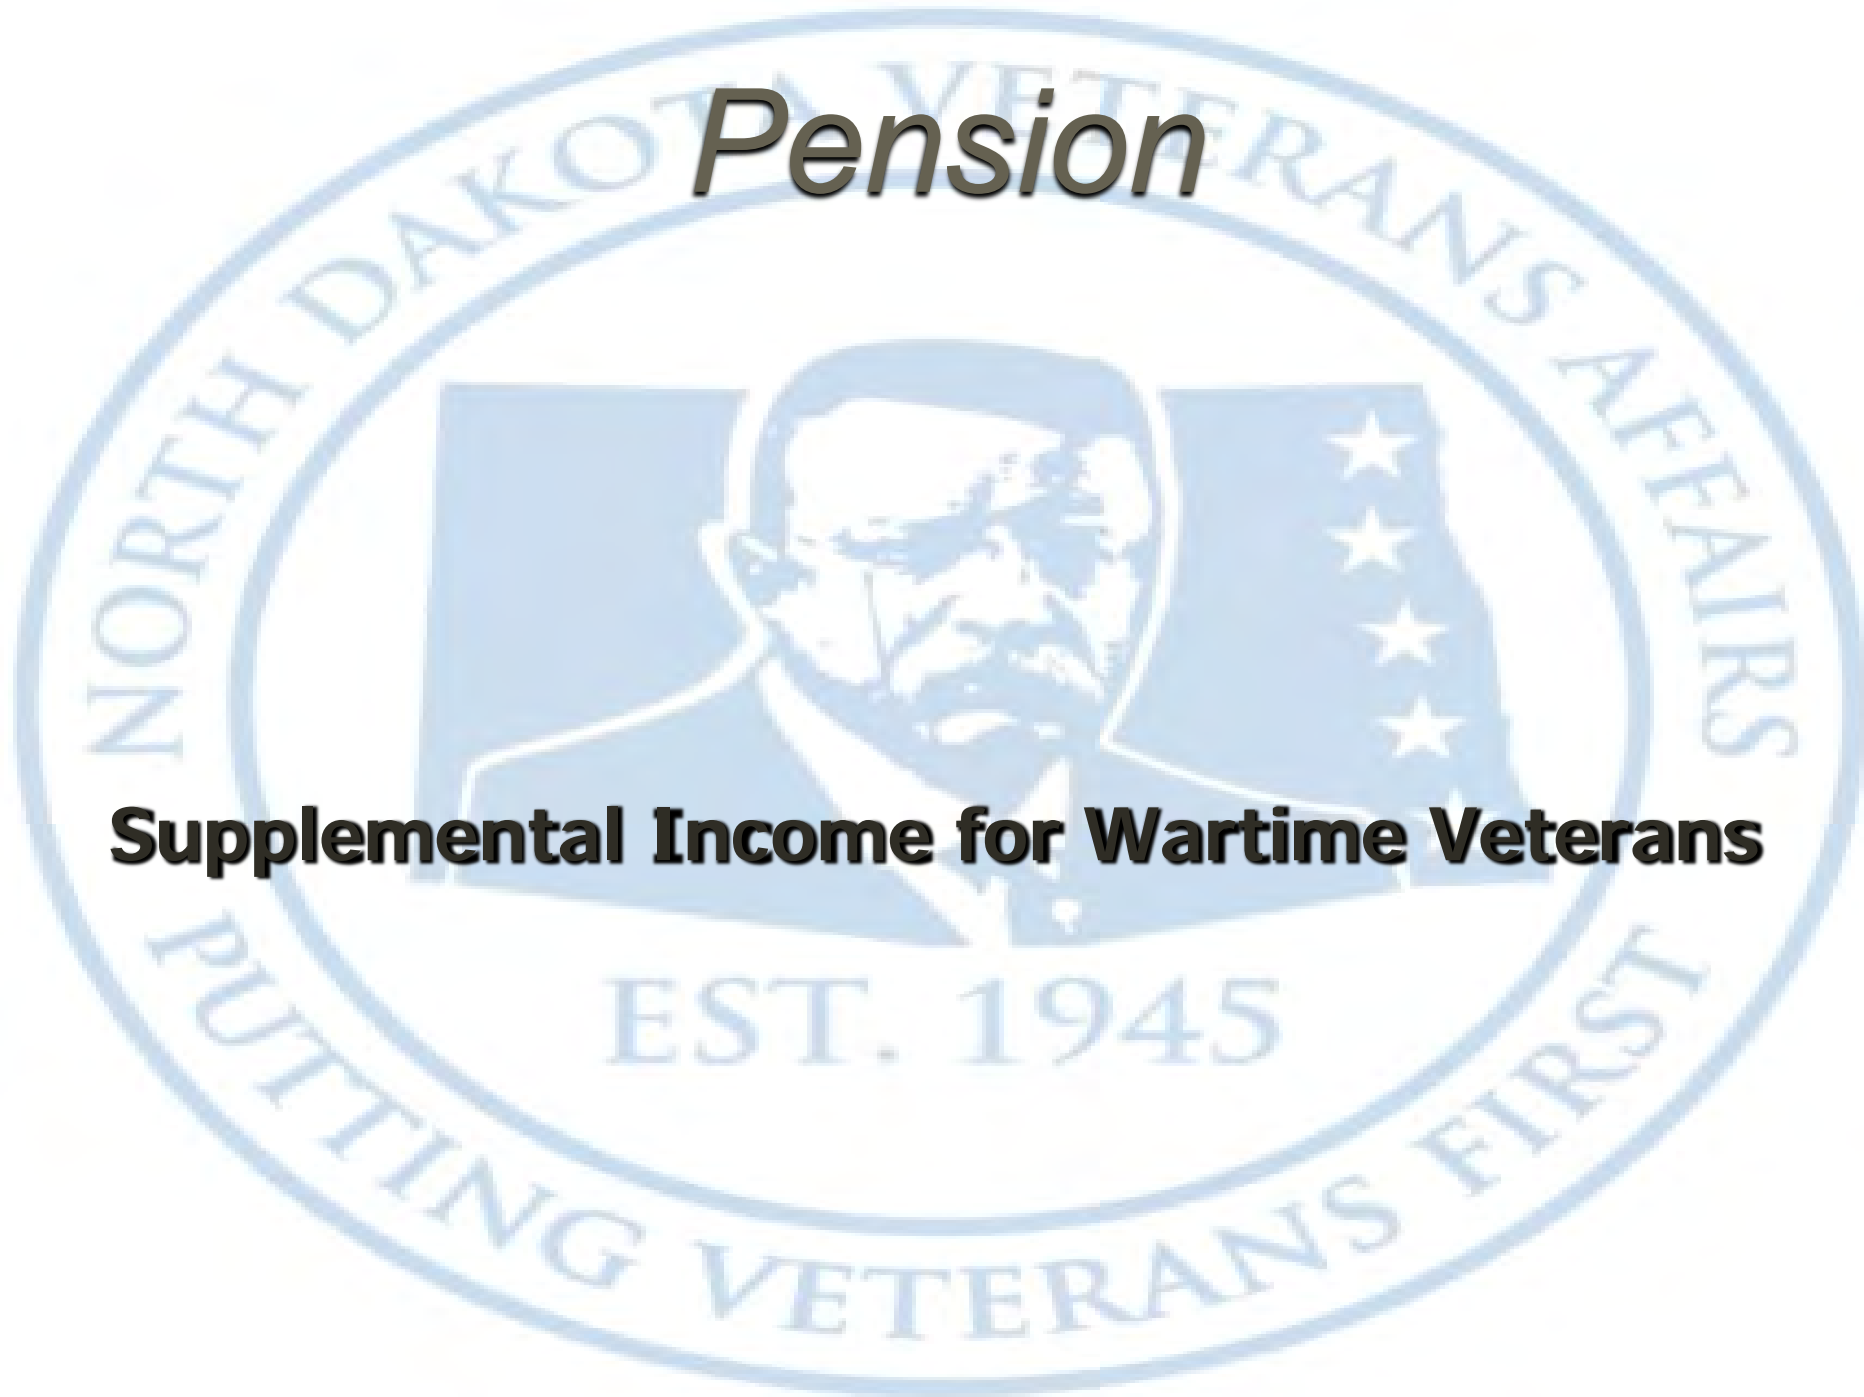 Pension
NORTH DAKOTA VETERANS AFFAIRS
Supplemental Income for Wartime Veterans
EST. 1945
PUTTING VETERANS FIRST